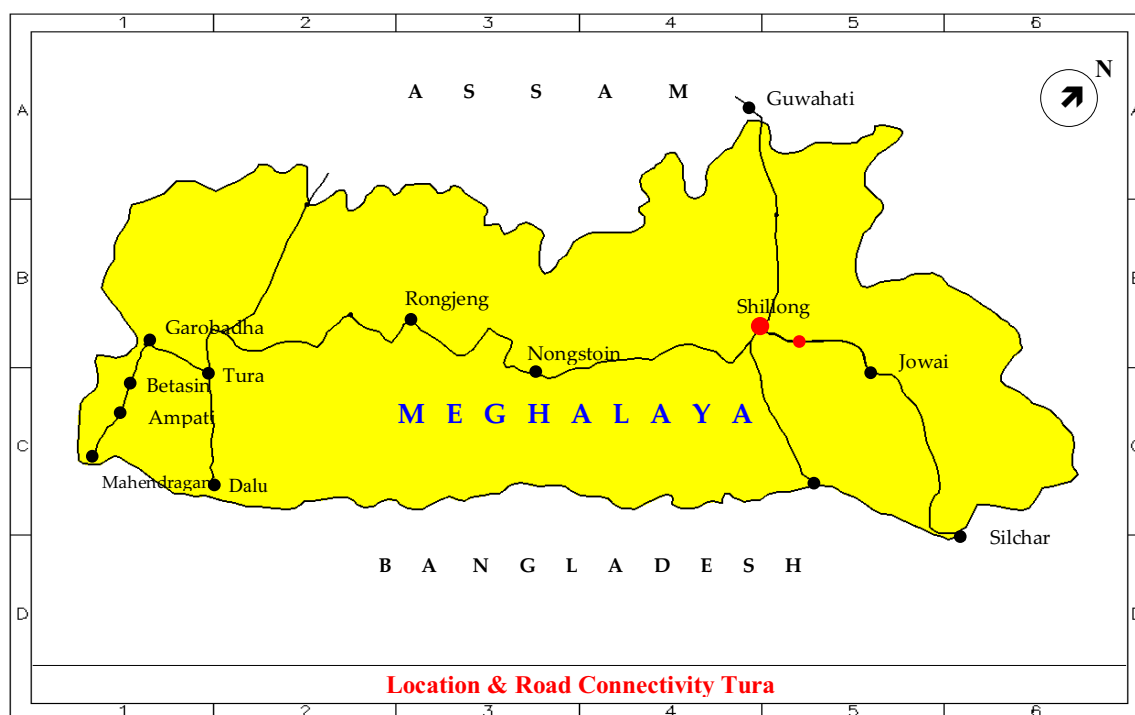 1 2 3 4 5 6
N
A S S A M
Guwahati
A A
B B
Rongjeng
Shillong
Garobadha
Nongstoin
Jowai
Tura
Betasin
Ampati
M E G H A L A Y A
C C
Mahendragan
Dalu
Silchar
B A N G L A D E S H
D D
Location & Road Connectivity Tura
1 2 3 4 5 6